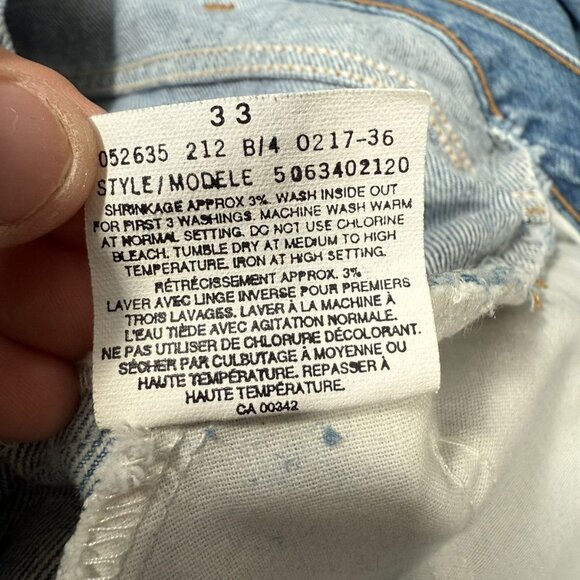 33
052635 212 B/4 0217-36
STYLE/MODELE 5063402120
SHRINKAGE APPROX 3%. WASH INSIDE OUT
FOR FIRST 3 WASHINGS. MACHINE WASH WARM
AT NORMAL SETTING. DO NOT USE CHLORINE
BLEACH. TUMBLE DRY AT MEDIUM TO HIGH
TEMPERATURE. IRON AT HIGH SETTING.
RÉTRÉCISSEMENT APPROX. 3%
LAVER AVEC LINGE INVERSE POUR PREMIERS
TROIS LAVAGES. LAVER À LA MACHINE À
L'EAU TIÈDE AVEC AGITATION NORMALE.
NE PAS UTILISER DE CHLORURE DÉCOLORANT.
SÉCHER PAR CULBUTAGE À MOYENNE OU
HAUTE TEMPÉRATURE. REPASSER À
HAUTE TEMPÉRATURE.
CA 00342